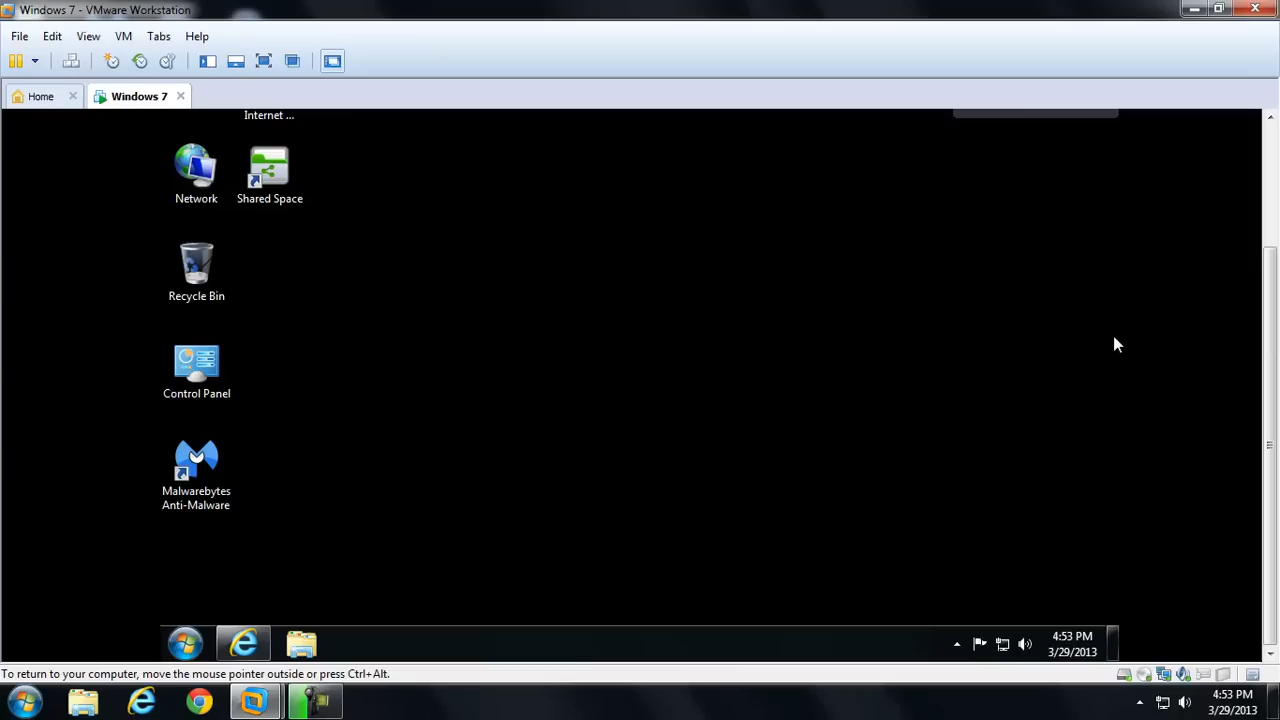 Windows 7 - VMware Workstation
File Edit View VM Tabs Help
Home Windows 7
Internet ...
Network Shared Space
Recycle Bin
Control Panel
Malwarebytes
Anti-Malware
4:53 PM
3/29/2013
To return to your computer, move the mouse pointer outside or press Ctrl+Alt.
4:53 PM
3/29/2013